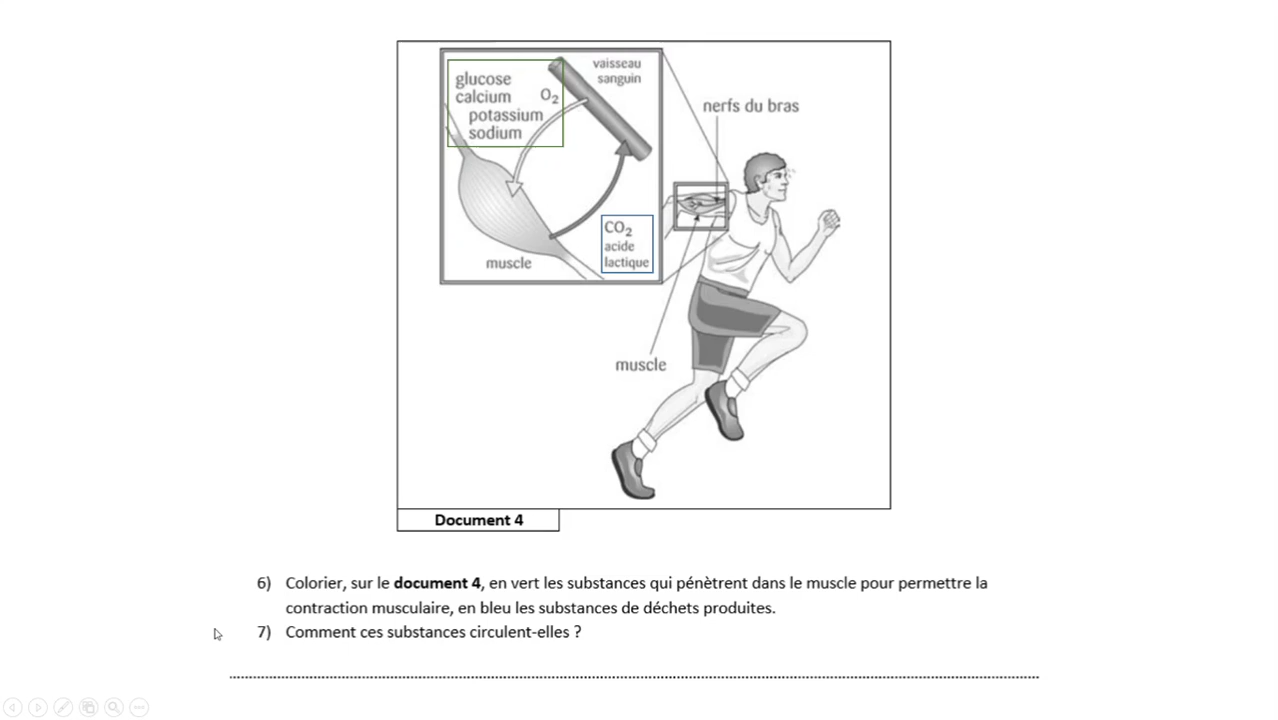 vaisseau
sanguin
glucose
calcium O₂
potassium
sodium
nerfs du bras
CO₂
acide
lactique
muscle
muscle
Document 4
6) Colorier, sur le document 4, en vert les substances qui pénètrent dans le muscle pour permettre la
contraction musculaire, en bleu les substances de déchets produites.
7) Comment ces substances circulent-elles ?